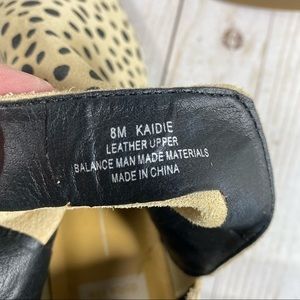 8M KAIDIE
LEATHER UPPER
BALANCE MAN MADE MATERIALS
MADE IN CHINA